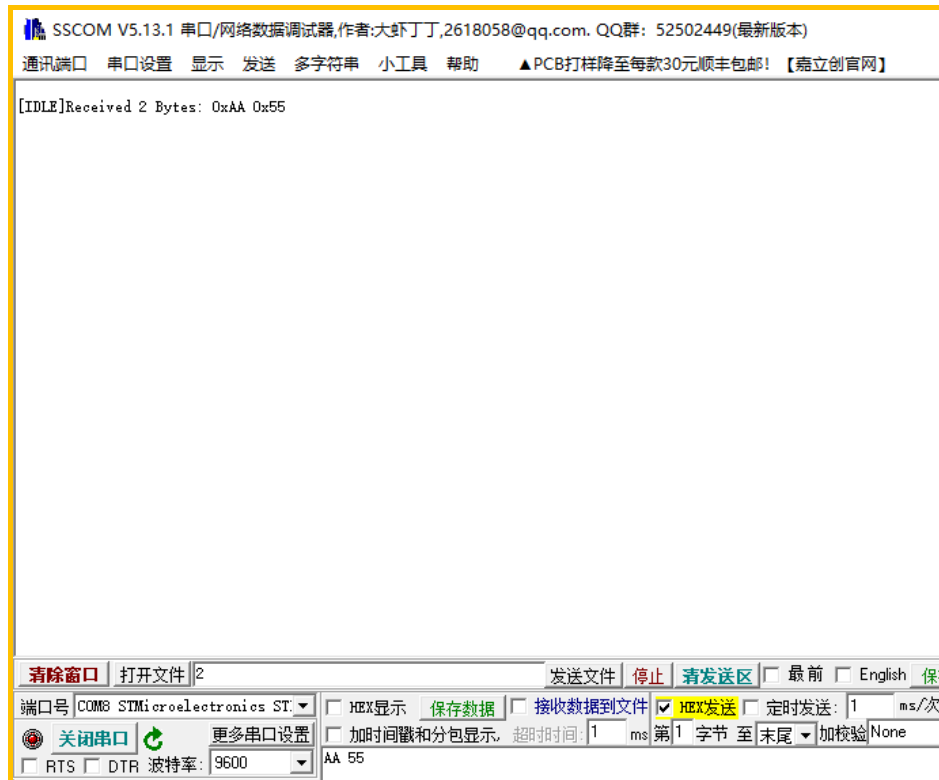 SSCOM V5.13.1 串口/网络数据调试器,作者:大虾丁丁,2618058@qq.com. QQ群: 52502449(最新版本)
通讯端口 串口设置 显示 发送 多字符串 小工具 帮助 ▲PCB打样降至每款30元顺丰包邮! 【嘉立创官网】
[IDLE]Received 2 Bytes: 0xAA 0x55
清除窗口 打开文件 2 发送文件 停止 清发送区 最前 English 保
端口号 COM8 STMicroelectronics ST: HEX显示 保存数据 接收数据到文件 HEX发送 定时发送: 1 ms/次
关闭串口 更多串口设置 加时间戳和分包显示, 超时时间: 1 ms 第1 字节 至 末尾 加校验 None
RTS DTR 波特率: 9600 AA 55